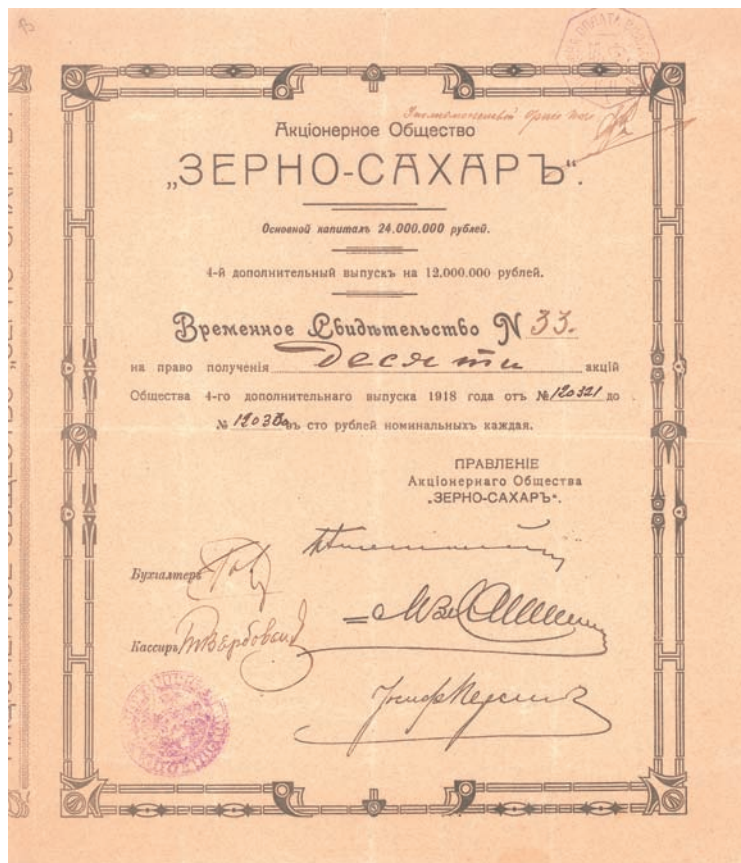 Акціонерное Общество
„ЗЕРНО-САХАРЪ“.
Основной капиталъ 24.000.000 рублей.
4-й дополнительный выпускъ на 12.000.000 рублей.
Временное Свидѣтельство N 33.
на право полученія Десяти акцій
Общества 4-го дополнительнаго выпуска 1918 года отъ № 120321 до
№ 120330 въ сто рублей номинальныхъ каждая.
ПРАВЛЕНІЕ
Акціонернаго Общества
„ЗЕРНО-САХАРЪ“.
Бухгалтеръ
Кассиръ